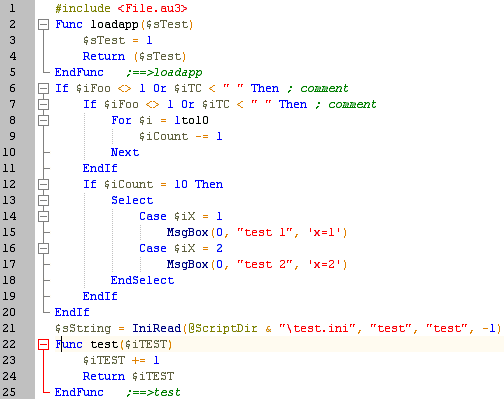 1 #include <File.au3>
2 Func loadapp($sTest)
3 $sTest = 1
4 Return ($sTest)
5 EndFunc ;==>loadapp
6 If $iFoo <> 1 Or $iTC < " " Then ; comment
7 If $iFoo <> 1 Or $iTC < " " Then ; comment
8 For $i = 1to10
9 $iCount -= 1
10 Next
11 EndIf
12 If $iCount = 10 Then
13 Select
14 Case $iX = 1
15 MsgBox(0, "test 1", 'x=1')
16 Case $iX = 2
17 MsgBox(0, "test 2", 'x=2')
18 EndSelect
19 EndIf
20 EndIf
21 $sString = IniRead(@ScriptDir & "\test.ini", "test", "test", -1)
22 Func test($iTEST)
23 $iTEST += 1
24 Return $iTEST
25 EndFunc ;==>test